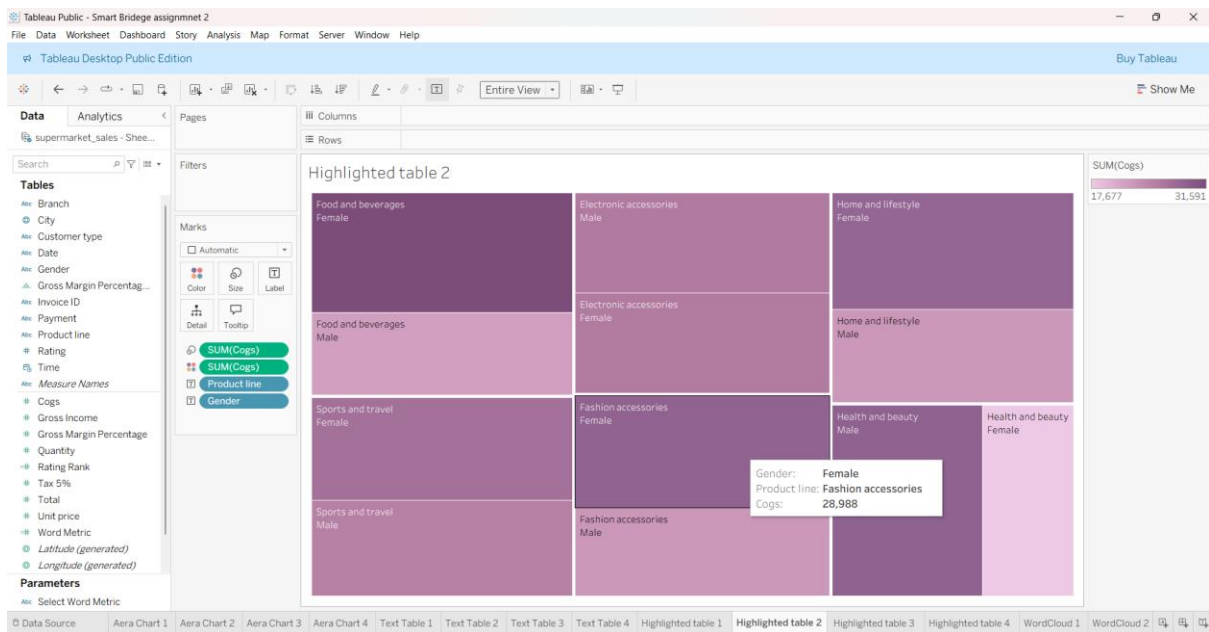 Tableau Public - Smart Bridege assignmnet 2
File Data Worksheet Dashboard Story Analysis Map Format Server Window Help
Tableau Desktop Public Edition
Buy Tableau
Entire View
Show Me
Data Analytics
supermarket_sales - Shee...
Search
Tables
Abc Branch
City
Abc Customer type
Abc Date
Abc Gender
Gross Margin Percentag...
Abc Invoice ID
Abc Payment
Abc Product line
# Rating
Time
Abc Measure Names
# Cogs
# Gross Income
# Gross Margin Percentage
# Quantity
=# Rating Rank
# Tax 5%
# Total
# Unit price
=# Word Metric
Latitude (generated)
Longitude (generated)
Parameters
Abc Select Word Metric
Pages
Filters
Marks
Automatic
Color Size Label
Detail Tooltip
SUM(Cogs)
SUM(Cogs)
Product line
Gender
Columns
Rows
Highlighted table 2
Food and beverages
Female
Food and beverages
Male
Sports and travel
Female
Sports and travel
Male
Electronic accessories
Male
Electronic accessories
Female
Fashion accessories
Female
Fashion accessories
Male
Home and lifestyle
Female
Home and lifestyle
Male
Health and beauty
Male
Health and beauty
Female
Gender: Female
Product line: Fashion accessories
Cogs: 28,988
SUM(Cogs)
17,677 31,591
Data Source Aera Chart 1 Aera Chart 2 Aera Chart 3 Aera Chart 4 Text Table 1 Text Table 2 Text Table 3 Text Table 4 Highlighted table 1 Highlighted table 2 Highlighted table 3 Highlighted table 4 WordCloud 1 WordCloud 2